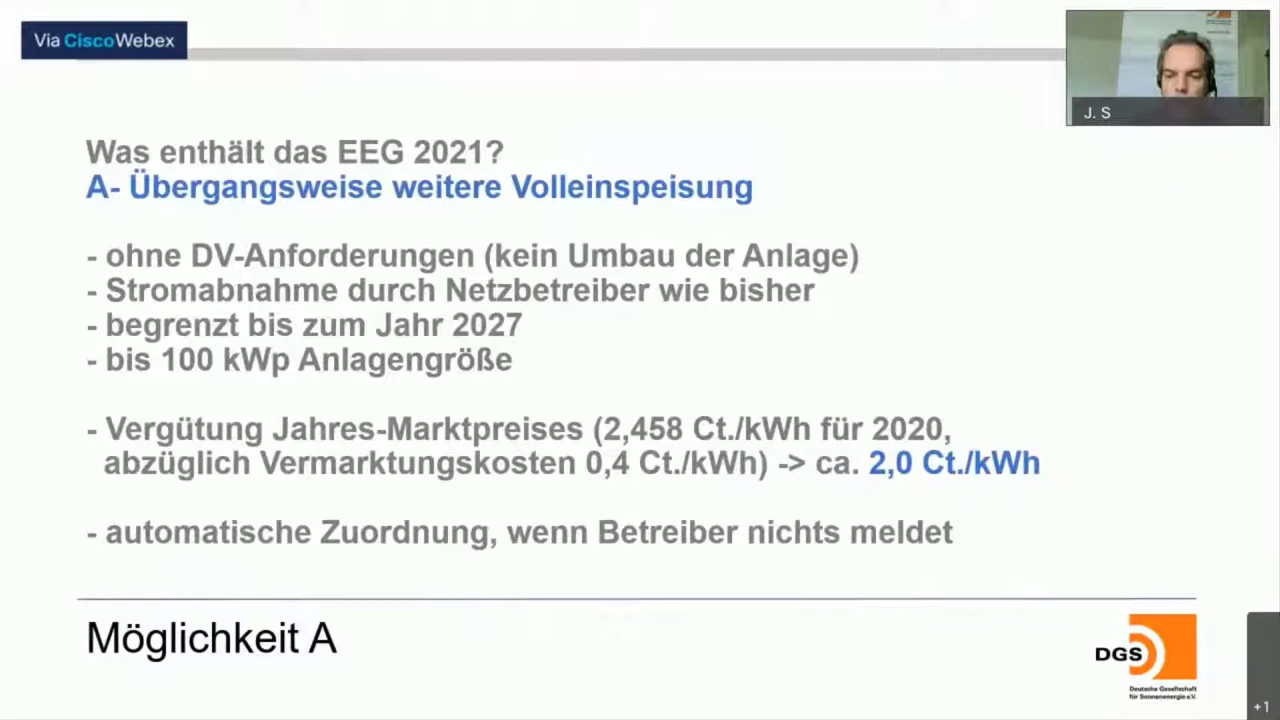 Via CiscoWebex
J. S
Was enthält das EEG 2021?
A- Übergangsweise weitere Volleinspeisung
- ohne DV-Anforderungen (kein Umbau der Anlage)
- Stromabnahme durch Netzbetreiber wie bisher
- begrenzt bis zum Jahr 2027
- bis 100 kWp Anlagengröße
- Vergütung Jahres-Marktpreises (2,458 Ct./kWh für 2020,
abzüglich Vermarktungskosten 0,4 Ct./kWh) -> ca. 2,0 Ct./kWh
- automatische Zuordnung, wenn Betreiber nichts meldet
Möglichkeit A
DGS
Deutsche Gesellschaft
für Sonnenenergie e.V.
+1